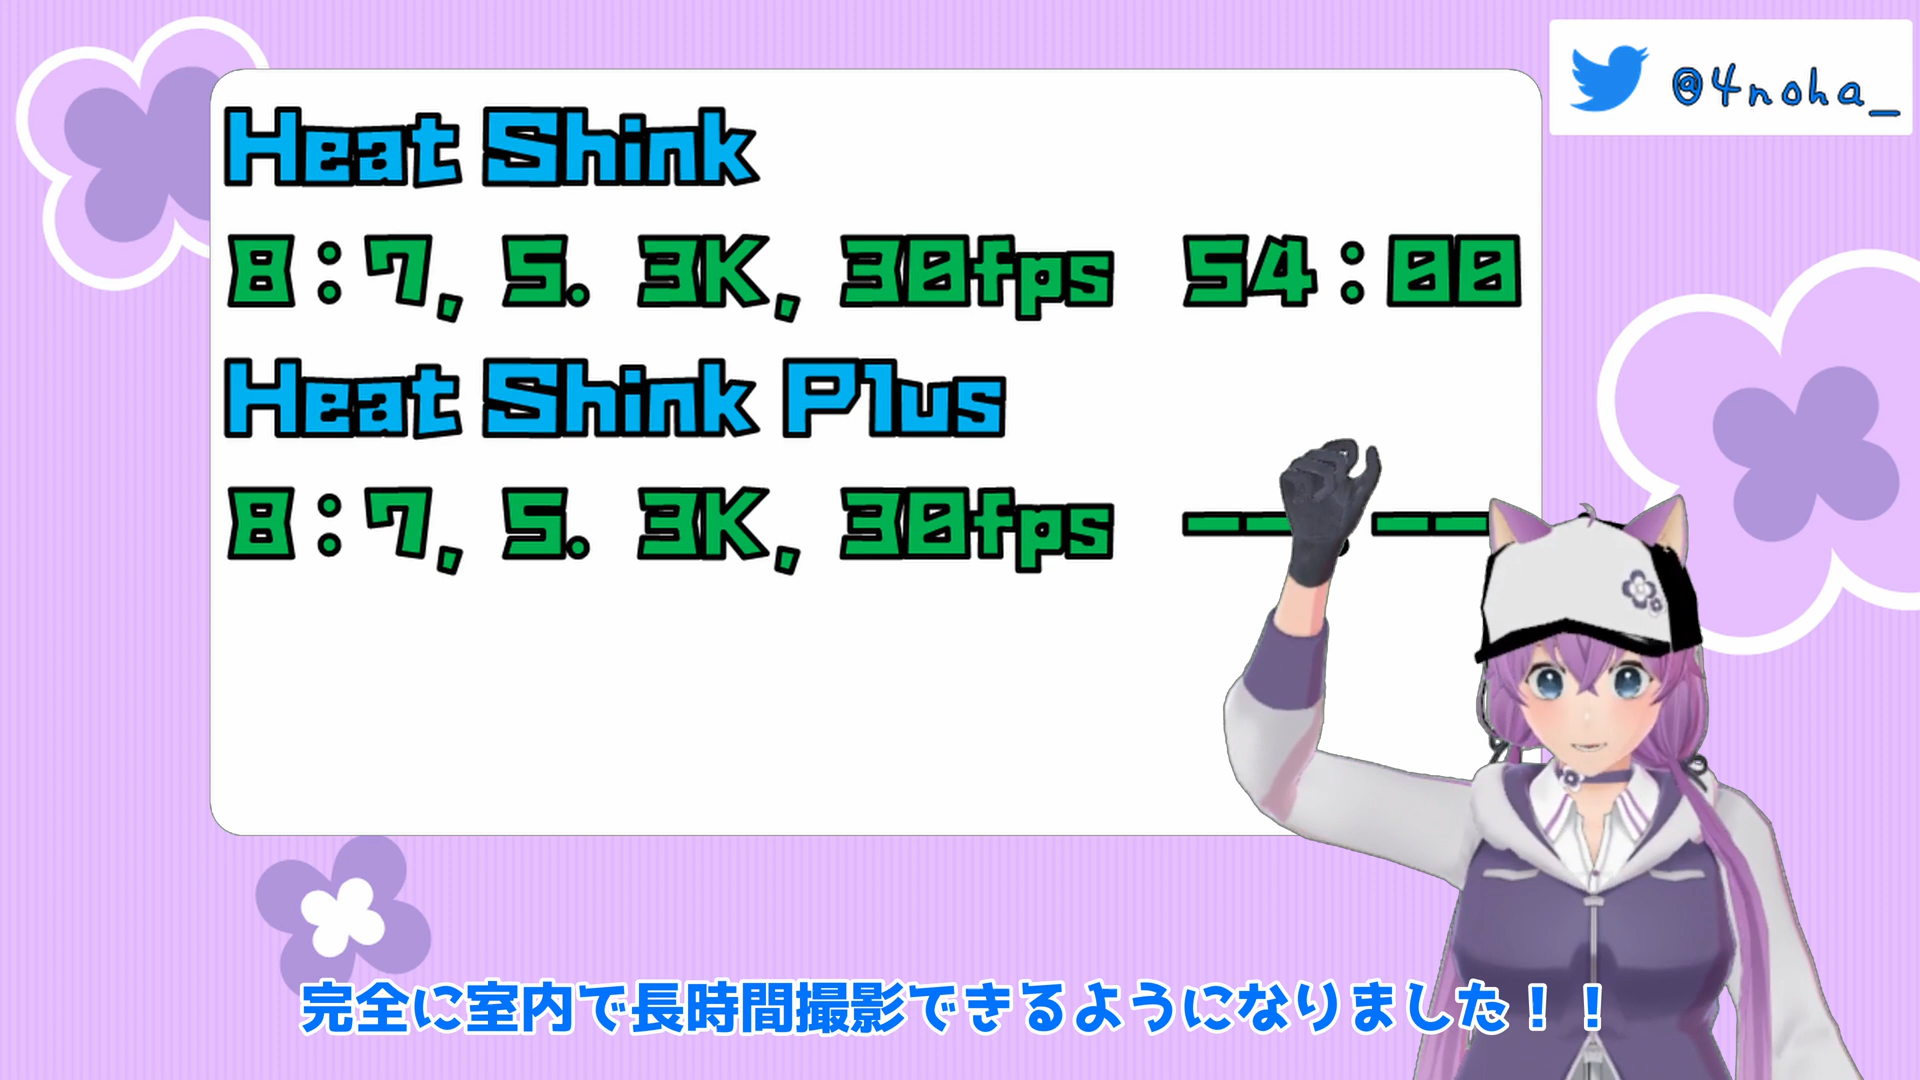 @4noha_
Heat Shink
8:7, 5. 3K, 30fps 54:00
Heat Shink Plus
8:7, 5. 3K, 30fps --:--
完全に室内で長時間撮影できるようになりました！！